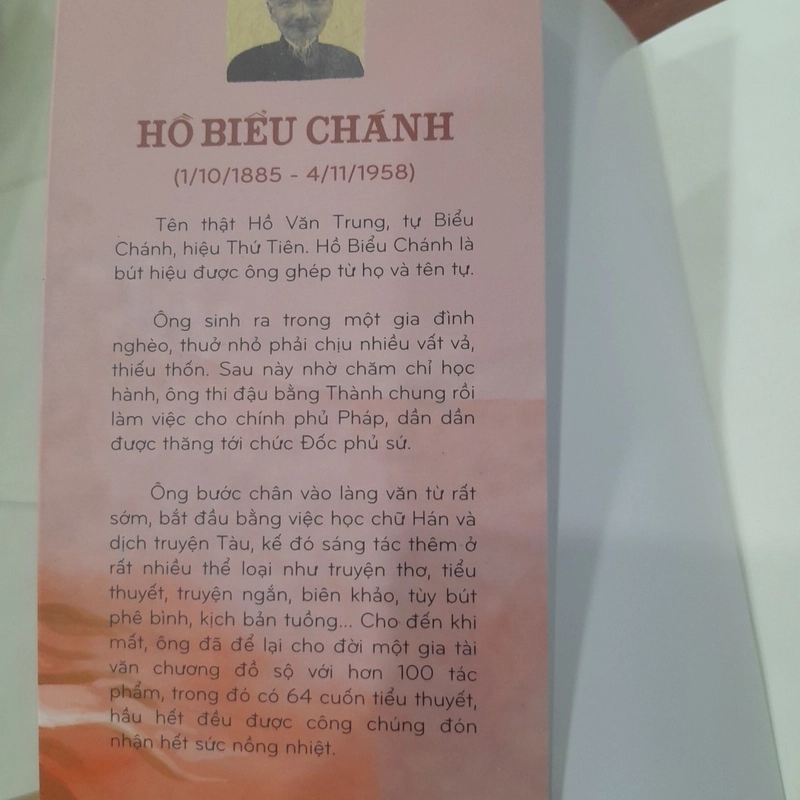 HỒ BIỂU CHÁNH
(1/10/1885 - 4/11/1958)
Tên thật Hồ Văn Trung, tự Biểu
Chánh, hiệu Thứ Tiên. Hồ Biểu Chánh là
bút hiệu được ông ghép từ họ và tên tự.
Ông sinh ra trong một gia đình
nghèo, thuở nhỏ phải chịu nhiều vất vả,
thiếu thốn. Sau này nhờ chăm chỉ học
hành, ông thi đậu bằng Thành chung rồi
làm việc cho chính phủ Pháp, dần dần
được thăng tới chức Đốc phủ sứ.
Ông bước chân vào làng văn từ rất
sớm, bắt đầu bằng việc học chữ Hán và
dịch truyện Tàu, kế đó sáng tác thêm ở
rất nhiều thể loại như truyện thơ, tiểu
thuyết, truyện ngắn, biên khảo, tùy bút
phê bình, kịch bản tuồng... Cho đến khi
mất, ông đã để lại cho đời một gia tài
văn chương đồ sộ với hơn 100 tác
phẩm, trong đó có 64 cuốn tiểu thuyết,
hầu hết đều được công chúng đón
nhận hết sức nồng nhiệt.